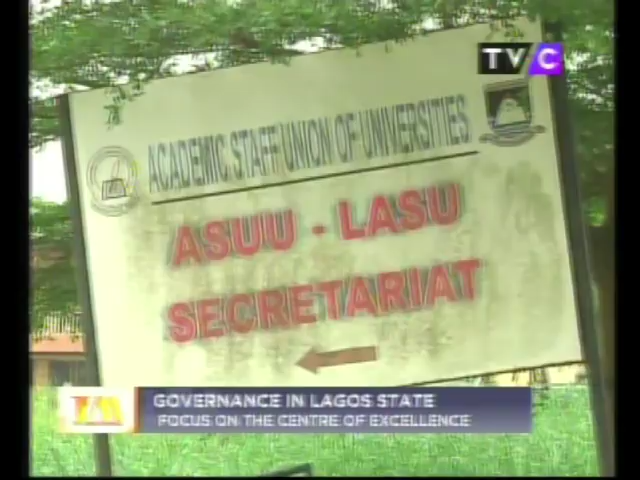 TVC
ACADEMIC STAFF UNION OF UNIVERSITIES
ASUU - LASU
SECRETARIAT
GOVERNANCE IN LAGOS STATE
FOCUS ON THE CENTRE OF EXCELLENCE